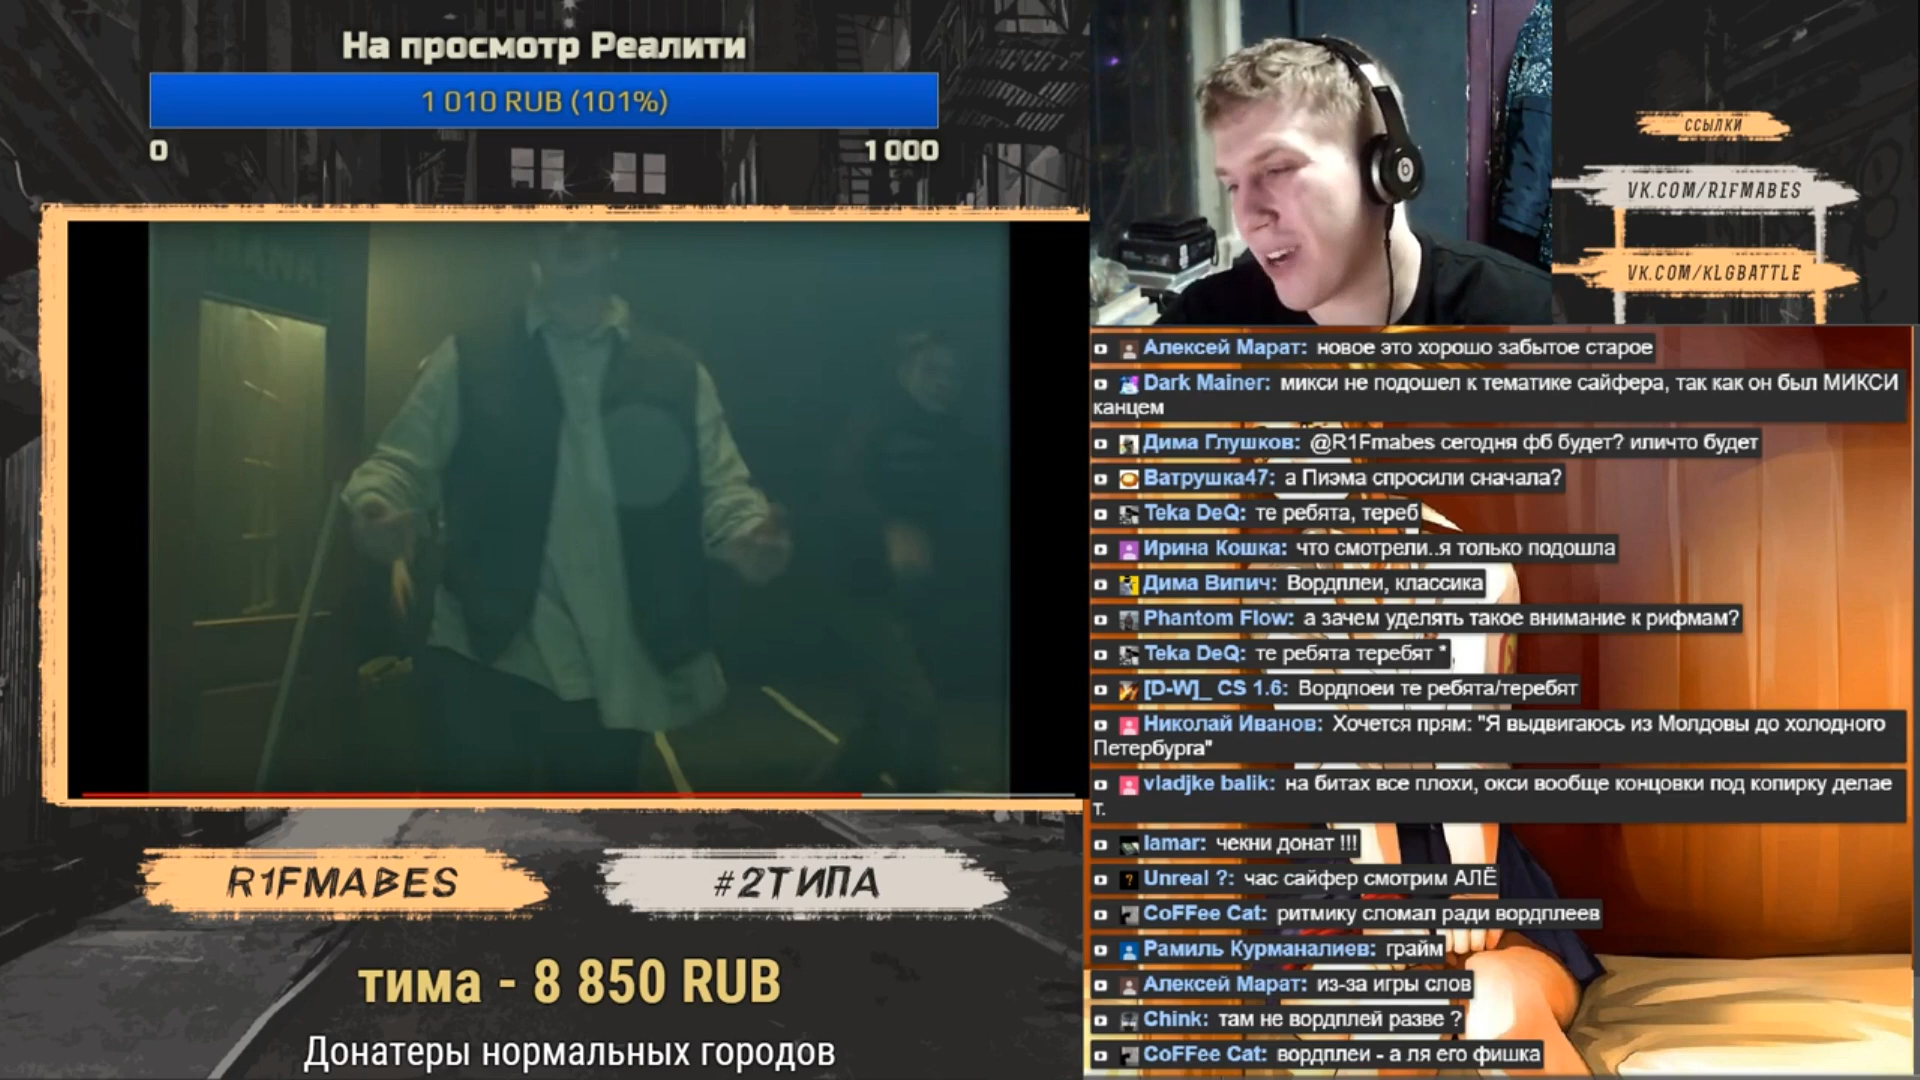 На просмотр Реалити
1 010 RUB (101%)
0
1 000
ССЫЛКИ
VK.COM/R1FMABES
VK.COM/KLGBATTLE
Алексей Марат: новое это хорошо забытое старое
Dark Mainer: микси не подошел к тематике сайфера, так как он был МИКСИ
канцем
Дима Глушков: @R1Fmabes сегодня фб будет? иличто будет
Ватрушка47: а Пиэма спросили сначала?
Teka DeQ: те ребята, тереб
Ирина Кошка: что смотрели..я только подошла
Дима Випич: Вордплеи, классика
Phantom Flow: а зачем уделять такое внимание к рифмам?
Teka DeQ: те ребята теребят *
[D-W]_ CS 1.6: Вордпоеи те ребята/теребят
Николай Иванов: Хочется прям: "Я выдвигаюсь из Молдовы до холодного
Петербурга"
vladjke balik: на битах все плохи, окси вообще концовки под копирку делае
т.
lamar: чекни донат !!!
Unreal ?: час сайфер смотрим АЛЁ
CoFFee Cat: ритмику сломал ради вордплеев
Рамиль Курманалиев: грайм
Алексей Марат: из-за игры слов
Chink: там не вордплей разве ?
CoFFee Cat: вордплеи - а ля его фишка
R1FMABES
#2ТИПА
тима - 8 850 RUB
Донатеры нормальных городов